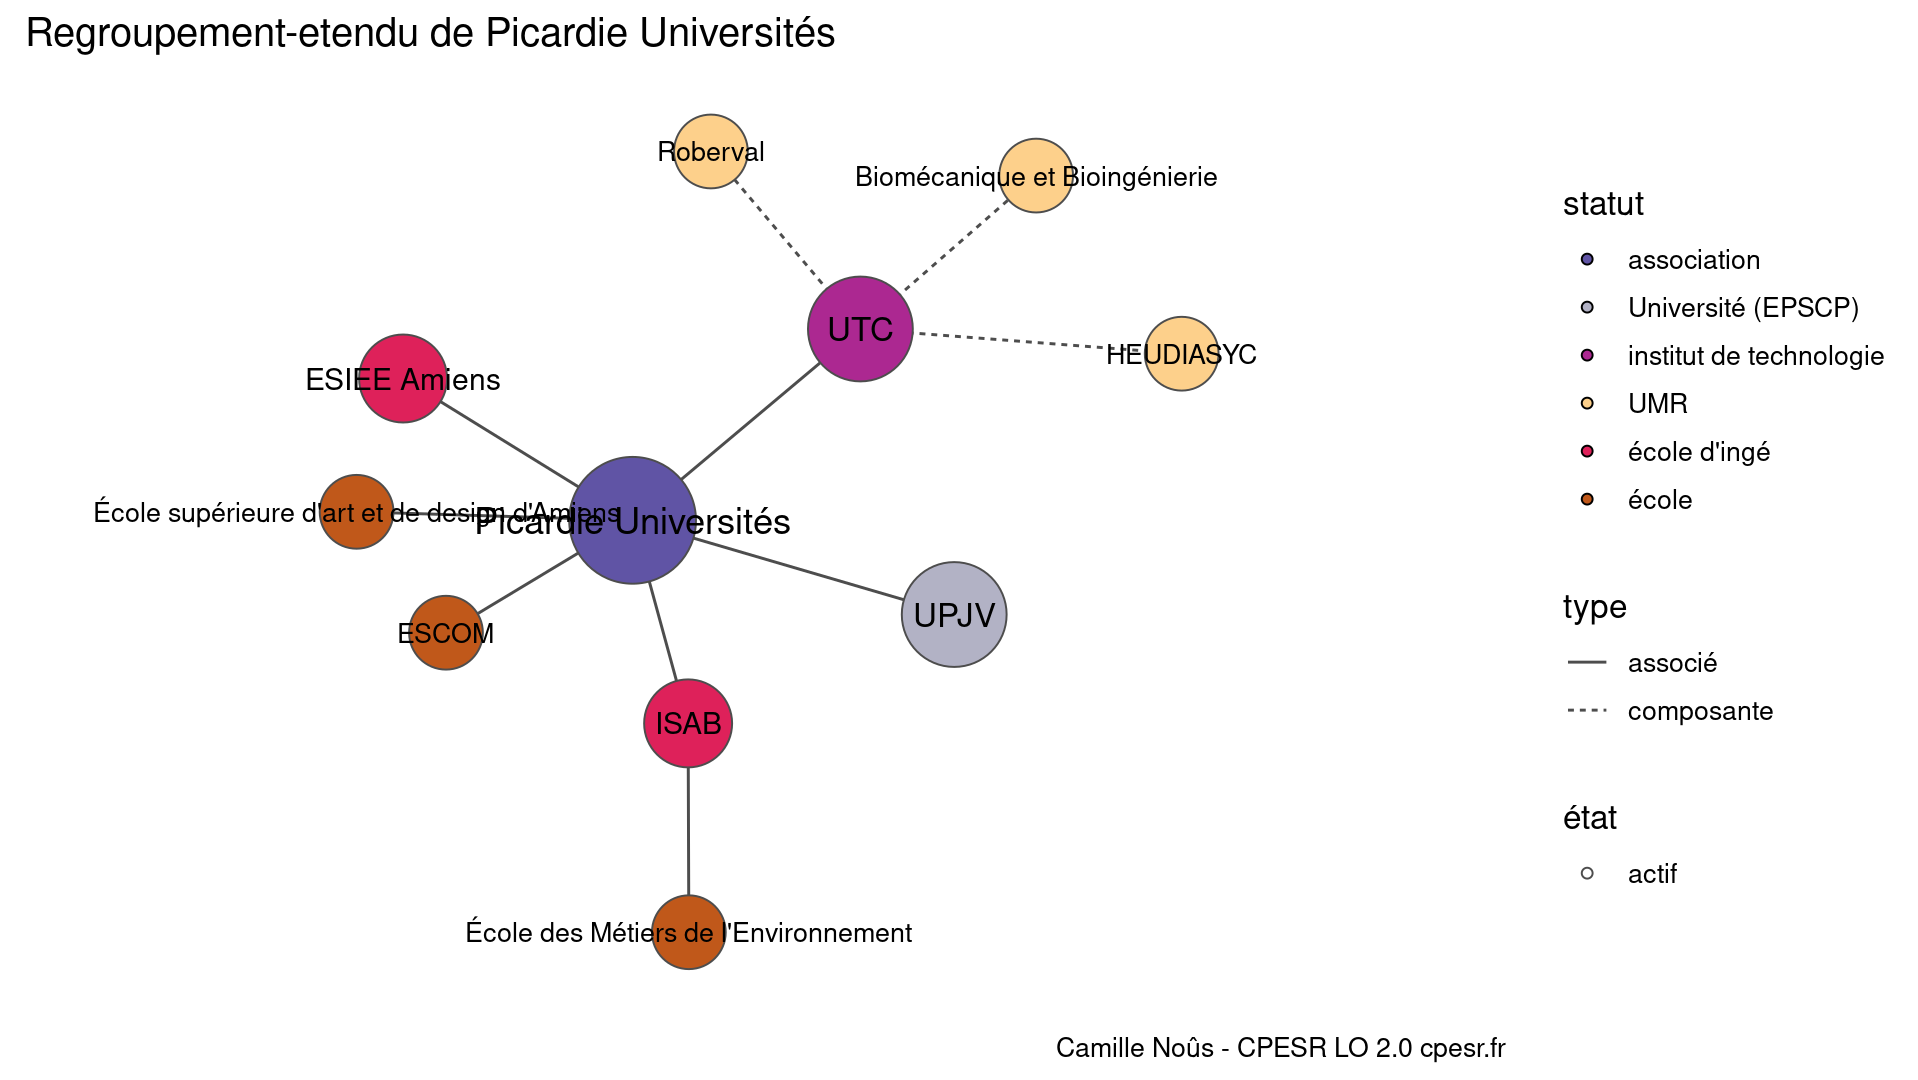 Regroupement-etendu de Picardie Universités
Roberval
Biomécanique et Bioingénierie
UTC
HEUDIASYC
ESIEE Amiens
École supérieure d'art et de design d'Amiens
Picardie Universités
UPJV
ESCOM
ISAB
École des Métiers de l'Environnement
statut
association
Université (EPSCP)
institut de technologie
UMR
école d'ingé
école
type
associé
composante
état
actif
Camille Noûs - CPESR LO 2.0 cpesr.fr